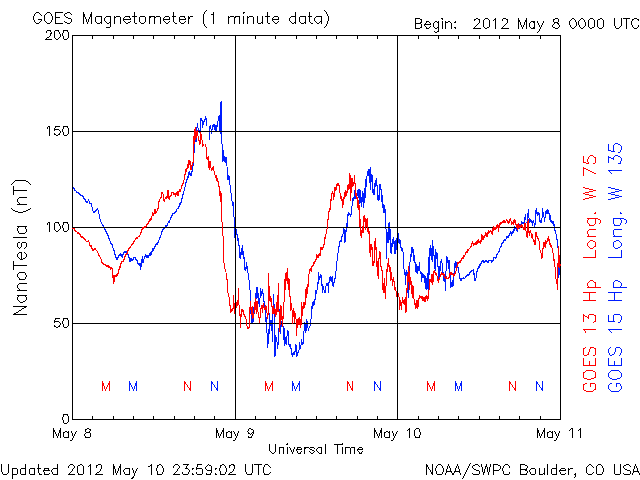 GOES Magnetometer (1 minute data)
Begin: 2012 May 8 0000 UTC
200
150
100
50
0
NanoTesla (nT)
M M N N M M N N M M N N
May 8 May 9 May 10 May 11
Universal Time
GOES 13 Hp Long. W 75
GOES 15 Hp Long. W 135
Updated 2012 May 10 23:59:02 UTC
NOAA/SWPC Boulder, CO USA